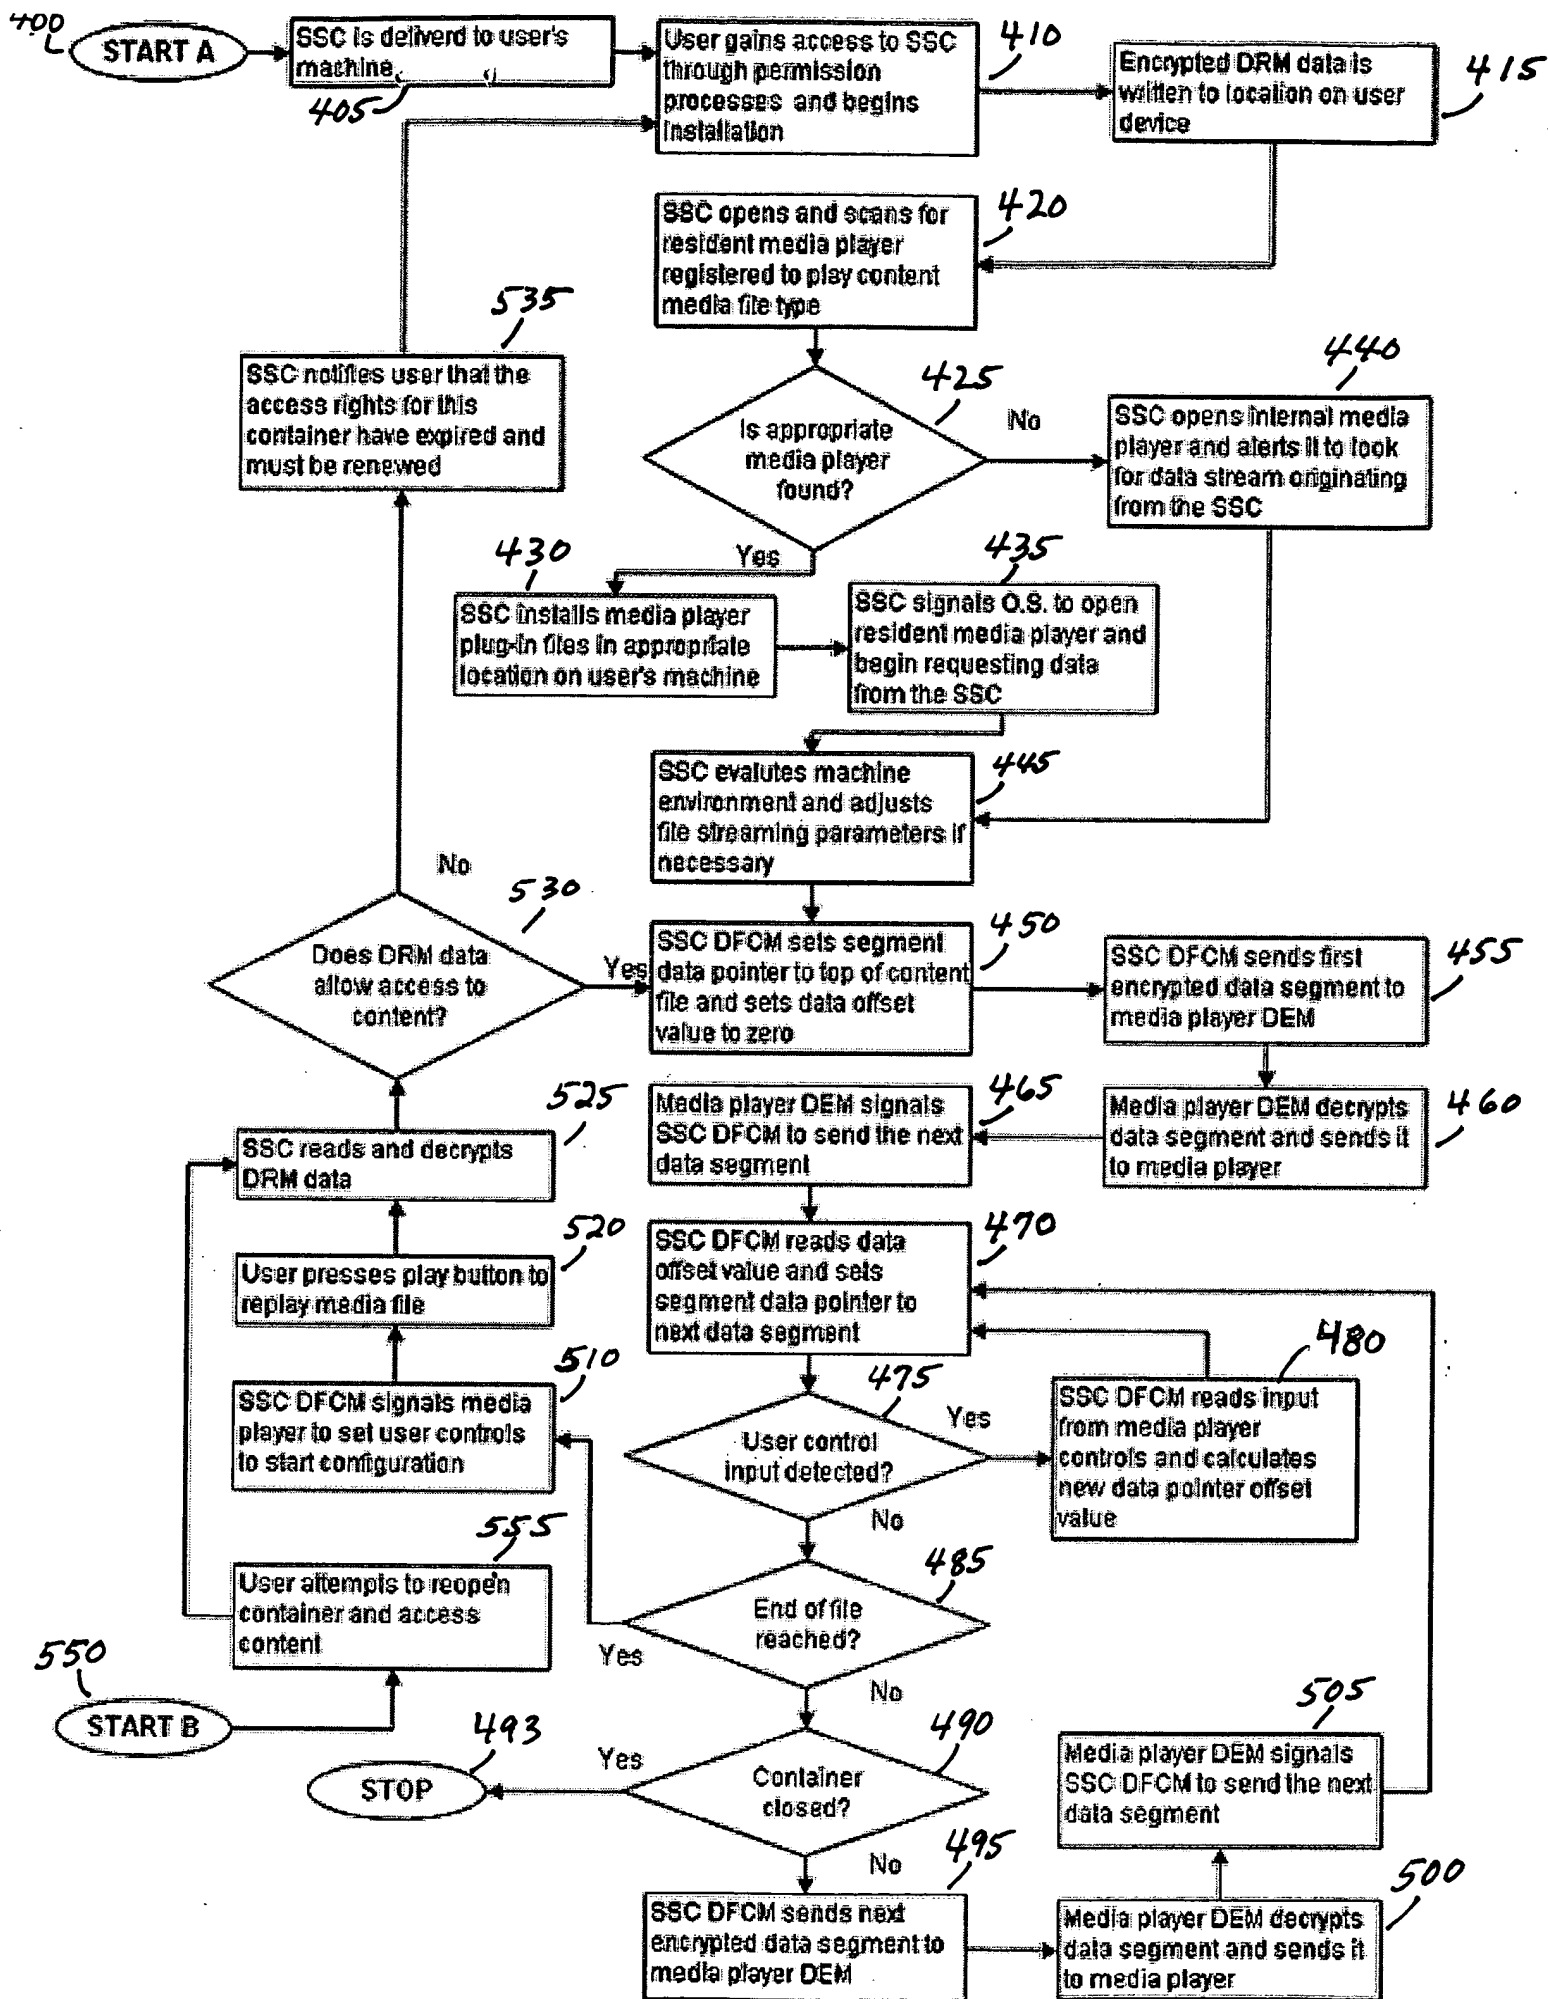 400
START A
SSC is deliverd to user's
machine
405
User gains access to SSC
through permission
processes and begins
installation
410
Encrypted DRM data is
written to location on user
device
415
SSC opens and scans for
resident media player
registered to play content
media file type
420
535
SSC notifies user that the
access rights for this
container have expired and
must be renewed
Is appropriate
media player
found?
425
No
Yes
440
SSC opens internal media
player and alerts it to look
for data stream originating
from the SSC
430
SSC installs media player
plug-in files in appropriate
location on user's machine
435
SSC signals O.S. to open
resident media player and
begin requesting data
from the SSC
SSC evalutes machine
environment and adjusts
file streaming parameters if
necessary
445
No
530
Does DRM data
allow access to
content?
Yes
SSC DFCM sets segment
data pointer to top of content
file and sets data offset
value to zero
450
SSC DFCM sends first
encrypted data segment to
media player DEM
455
Media player DEM decrypts
data segment and sends it
to media player
460
Media player DEM signals
SSC DFCM to send the next
data segment
465
525
SSC reads and decrypts
DRM data
520
User presses play button to
replay media file
SSC DFCM reads data
offset value and sets
segment data pointer to
next data segment
470
510
SSC DFCM signals media
player to set user controls
to start configuration
475
User control
input detected?
Yes
No
480
SSC DFCM reads input
from media player
controls and calculates
new data pointer offset
value
555
User attempts to reopen
container and access
content
485
End of file
reached?
Yes
No
550
START B
493
STOP
Yes
490
Container
closed?
No
505
Media player DEM signals
SSC DFCM to send the next
data segment
495
SSC DFCM sends next
encrypted data segment to
media player DEM
500
Media player DEM decrypts
data segment and sends it
to media player